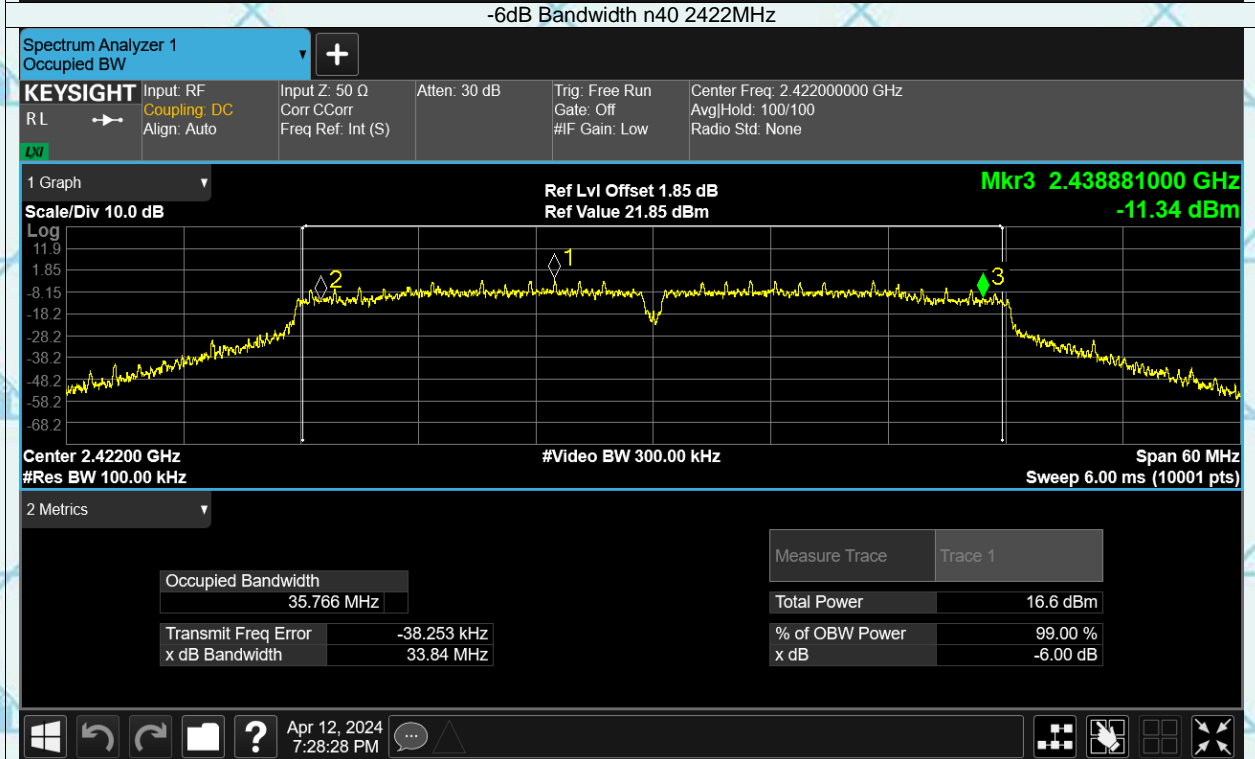 -6dB Bandwidth n40 2422MHz
Spectrum Analyzer 1
Occupied BW
+
KEYSIGHT Input: RF Input Z: 50 Ω Atten: 30 dB Trig: Free Run Center Freq: 2.422000000 GHz
RL Coupling: DC Corr CCorr Gate: Off Avg|Hold: 100/100
Align: Auto Freq Ref: Int (S) #IF Gain: Low Radio Std: None
LXI
1 Graph Ref Lvl Offset 1.85 dB Mkr3 2.438881000 GHz
Scale/Div 10.0 dB Ref Value 21.85 dBm -11.34 dBm
Log
11.9
1.85
-8.15
-18.2
-28.2
-38.2
-48.2
-58.2
-68.2
2 1 3
Center 2.42200 GHz #Video BW 300.00 kHz Span 60 MHz
#Res BW 100.00 kHz Sweep 6.00 ms (10001 pts)
2 Metrics
Measure Trace Trace 1
Occupied Bandwidth
35.766 MHz Total Power 16.6 dBm
Transmit Freq Error -38.253 kHz % of OBW Power 99.00 %
x dB Bandwidth 33.84 MHz x dB -6.00 dB
? Apr 12, 2024
7:28:28 PM